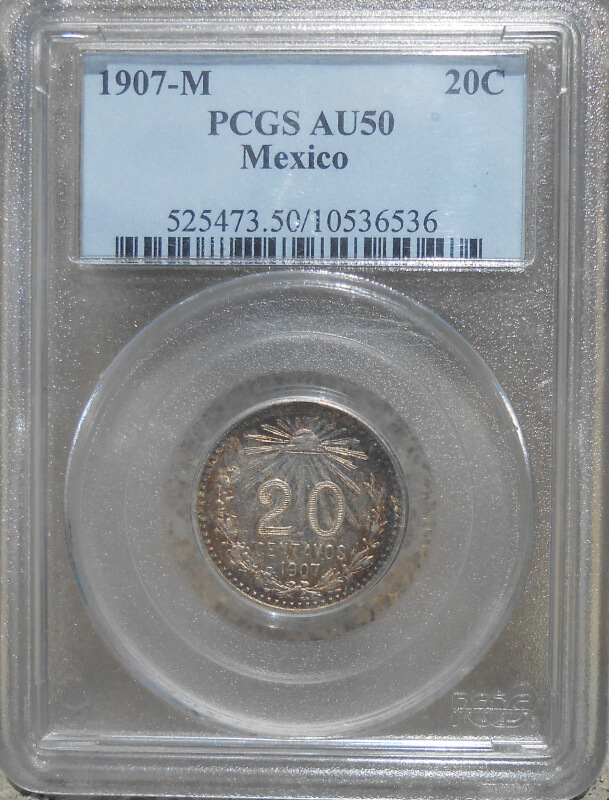 1907-M 20C
PCGS AU50
Mexico
525473.50/10536536
20
CENTAVOS
1907
PCGS